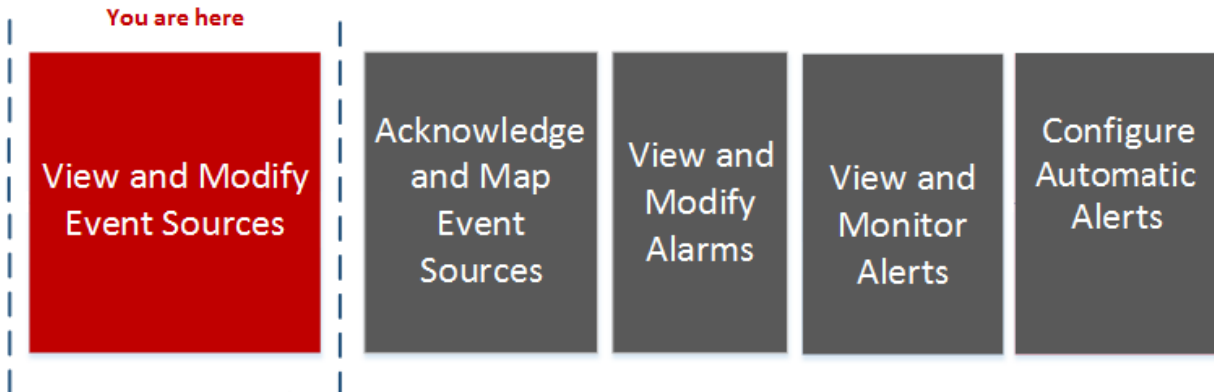 You are here
View and Modify
Event Sources
Acknowledge
and Map
Event
Sources
View and
Modify
Alarms
View and
Monitor
Alerts
Configure
Automatic
Alerts